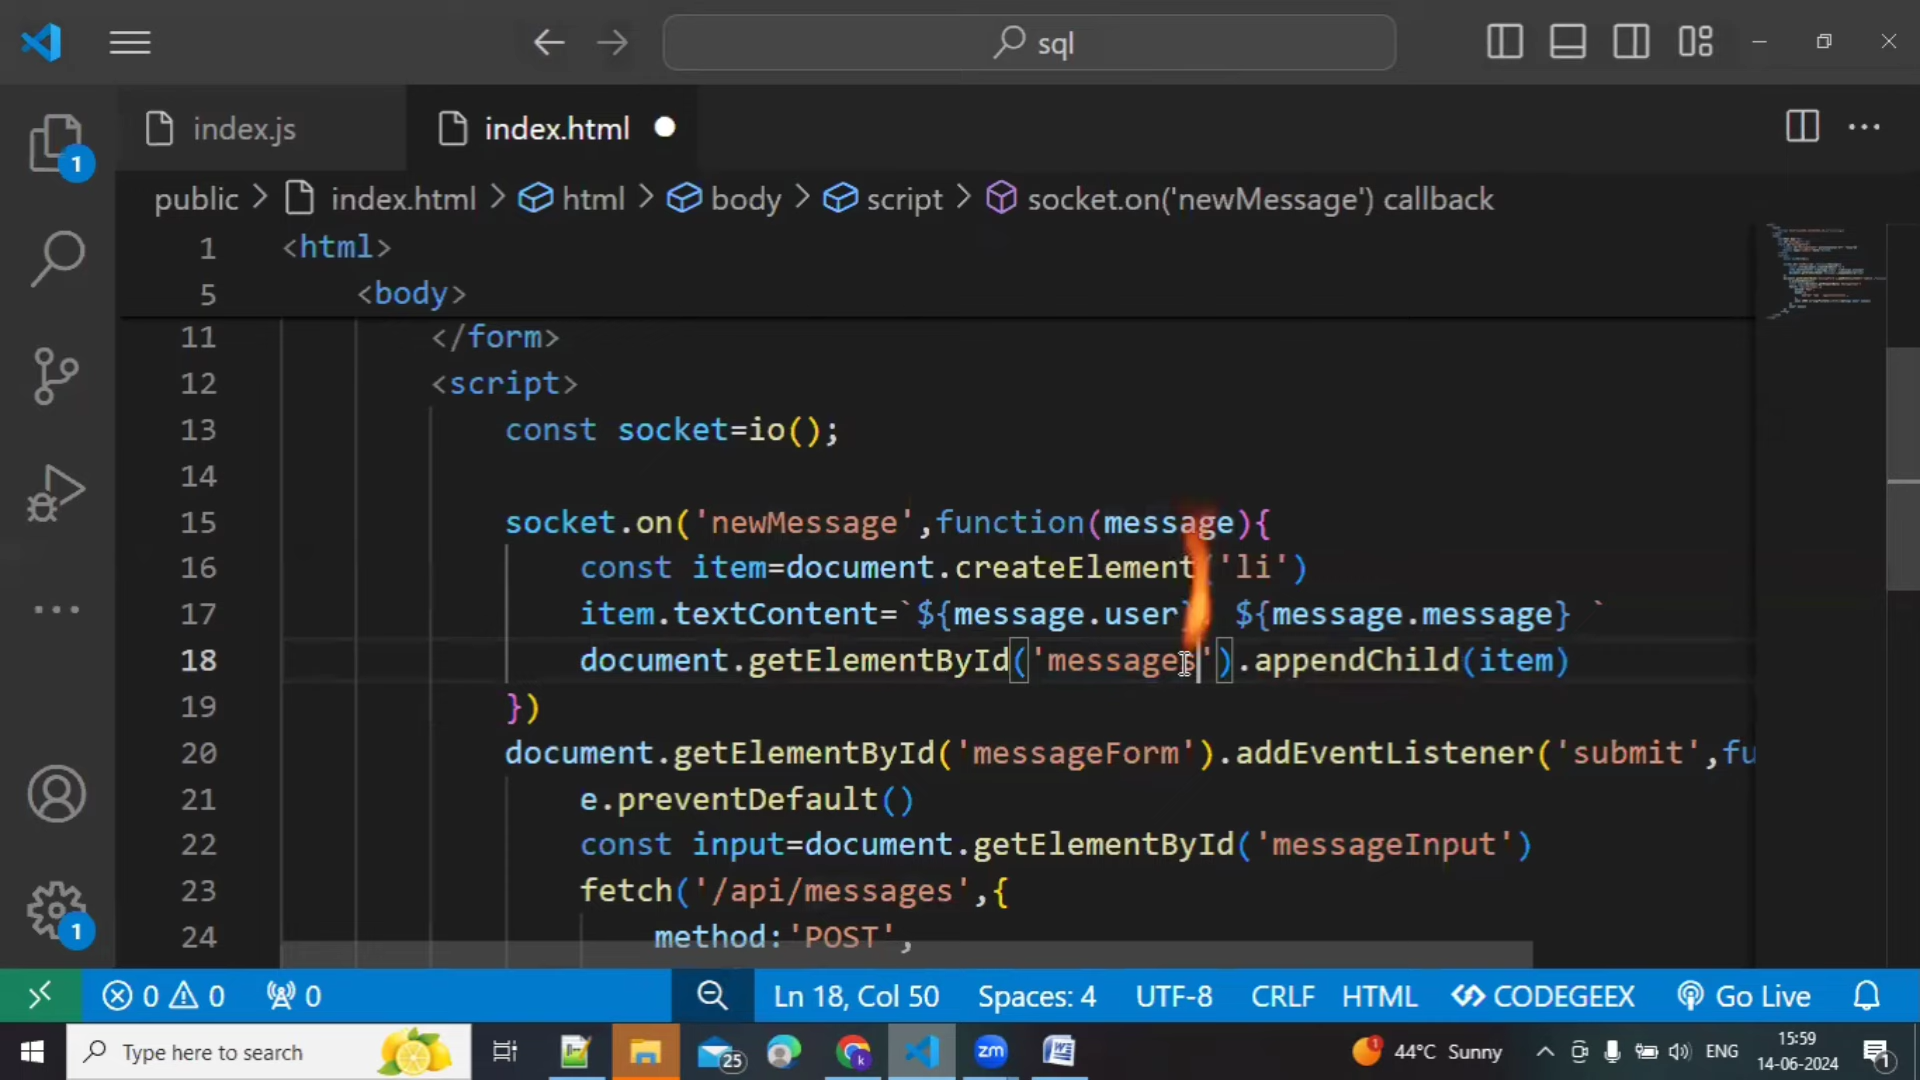 sql
index.js
index.html
1
public > index.html > html > body > script > socket.on('newMessage') callback
1 <html>
5 <body>
11 </form>
12 <script>
13 const socket=io();
14
15 socket.on('newMessage',function(message){
16 const item=document.createElement('li')
17 item.textContent=`${message.user} ${message.message} `
18 document.getElementById('messages').appendChild(item)
19 })
20 document.getElementById('messageForm').addEventListener('submit',fu
21 e.preventDefault()
22 const input=document.getElementById('messageInput')
23 fetch('/api/messages',{
24 method:'POST',
1
0 0 0 Ln 18, Col 50 Spaces: 4 UTF-8 CRLF HTML CODEGEEX Go Live
Type here to search 25 k zm 1 44°C Sunny ENG 15:59
14-06-2024 1